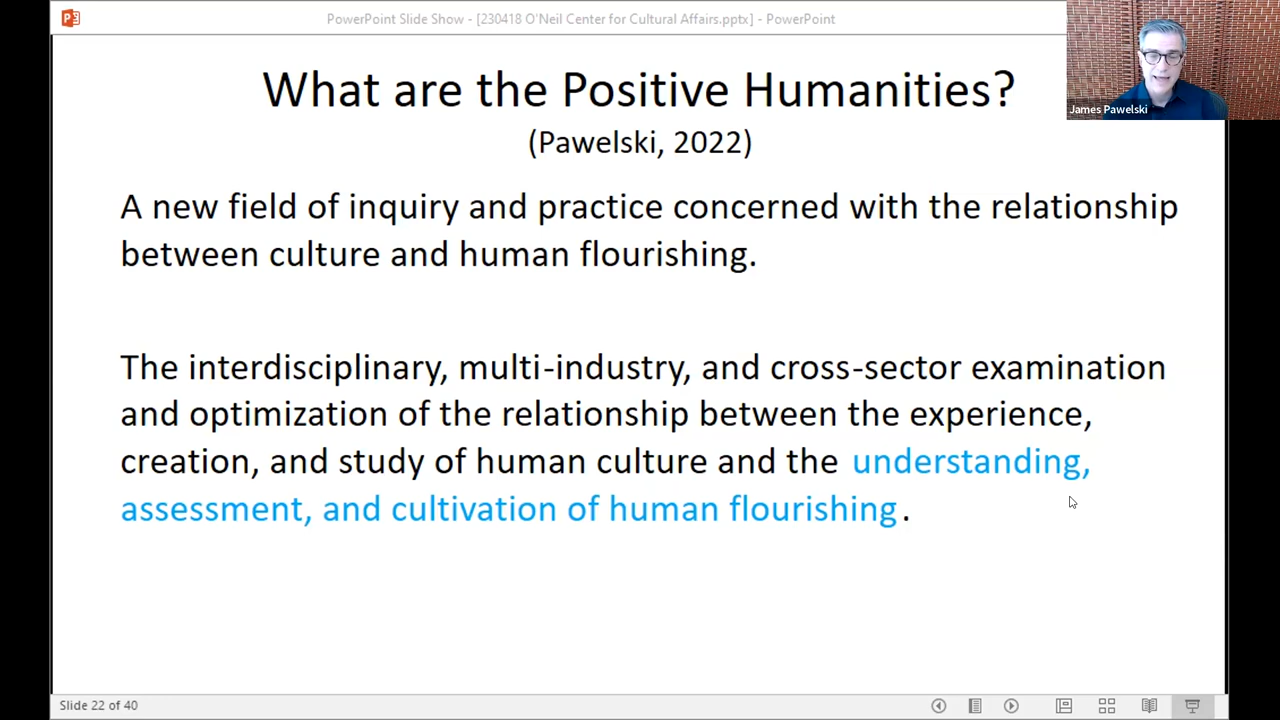 PowerPoint Slide Show - [230418 O'Neil Center for Cultural Affairs.pptx] - PowerPoint
James Pawelski
What are the Positive Humanities?
(Pawelski, 2022)
A new field of inquiry and practice concerned with the relationship
between culture and human flourishing.
The interdisciplinary, multi-industry, and cross-sector examination
and optimization of the relationship between the experience,
creation, and study of human culture and the understanding,
assessment, and cultivation of human flourishing.
Slide 22 of 40